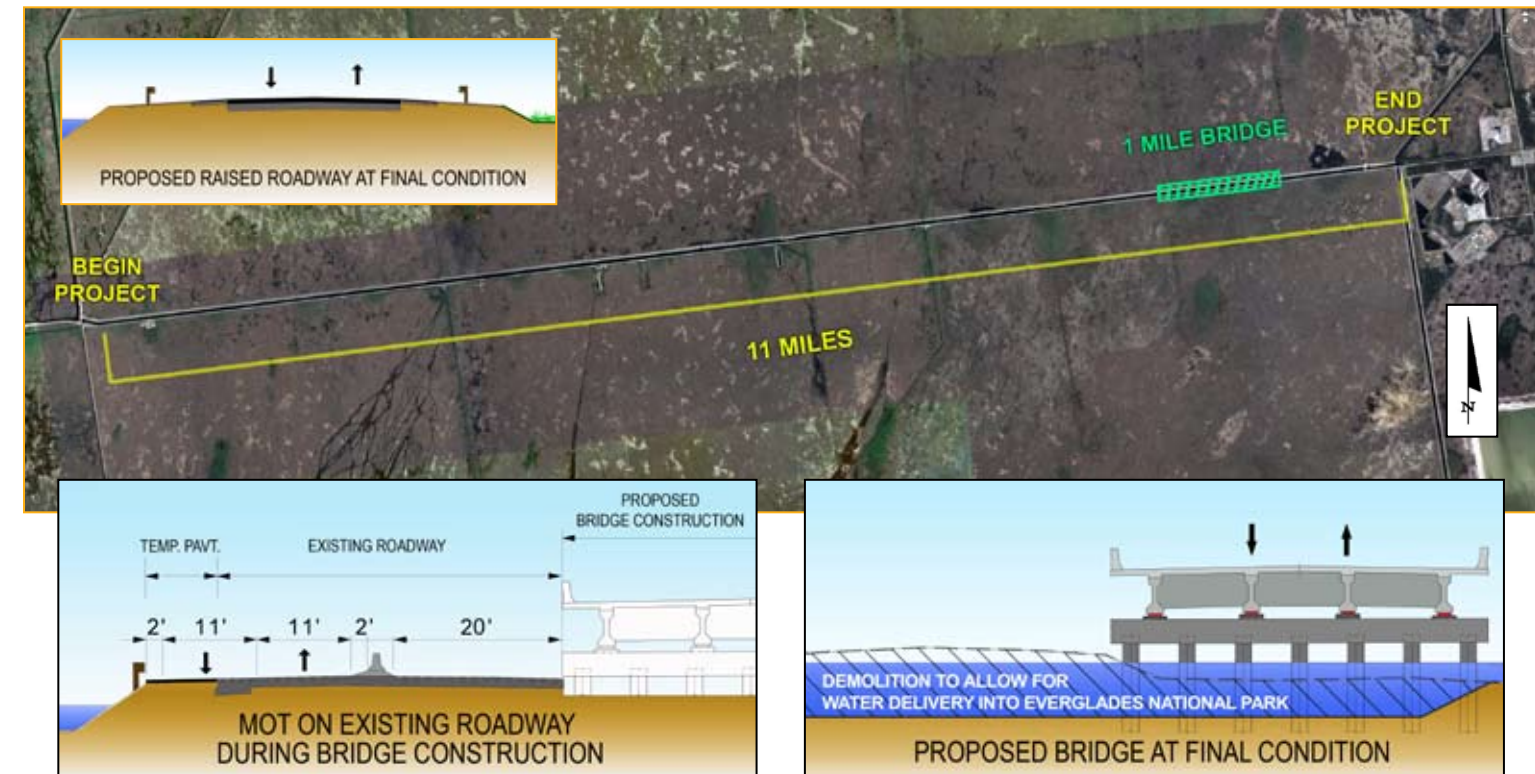 PROPOSED RAISED ROADWAY AT FINAL CONDITION
BEGIN
PROJECT
11 MILES
1 MILE BRIDGE
END
PROJECT
N
PROPOSED
BRIDGE CONSTRUCTION
TEMP. PAVT.
EXISTING ROADWAY
2' 11' 11' 2' 20'
MOT ON EXISTING ROADWAY
DURING BRIDGE CONSTRUCTION
DEMOLITION TO ALLOW FOR
WATER DELIVERY INTO EVERGLADES NATIONAL PARK
PROPOSED BRIDGE AT FINAL CONDITION